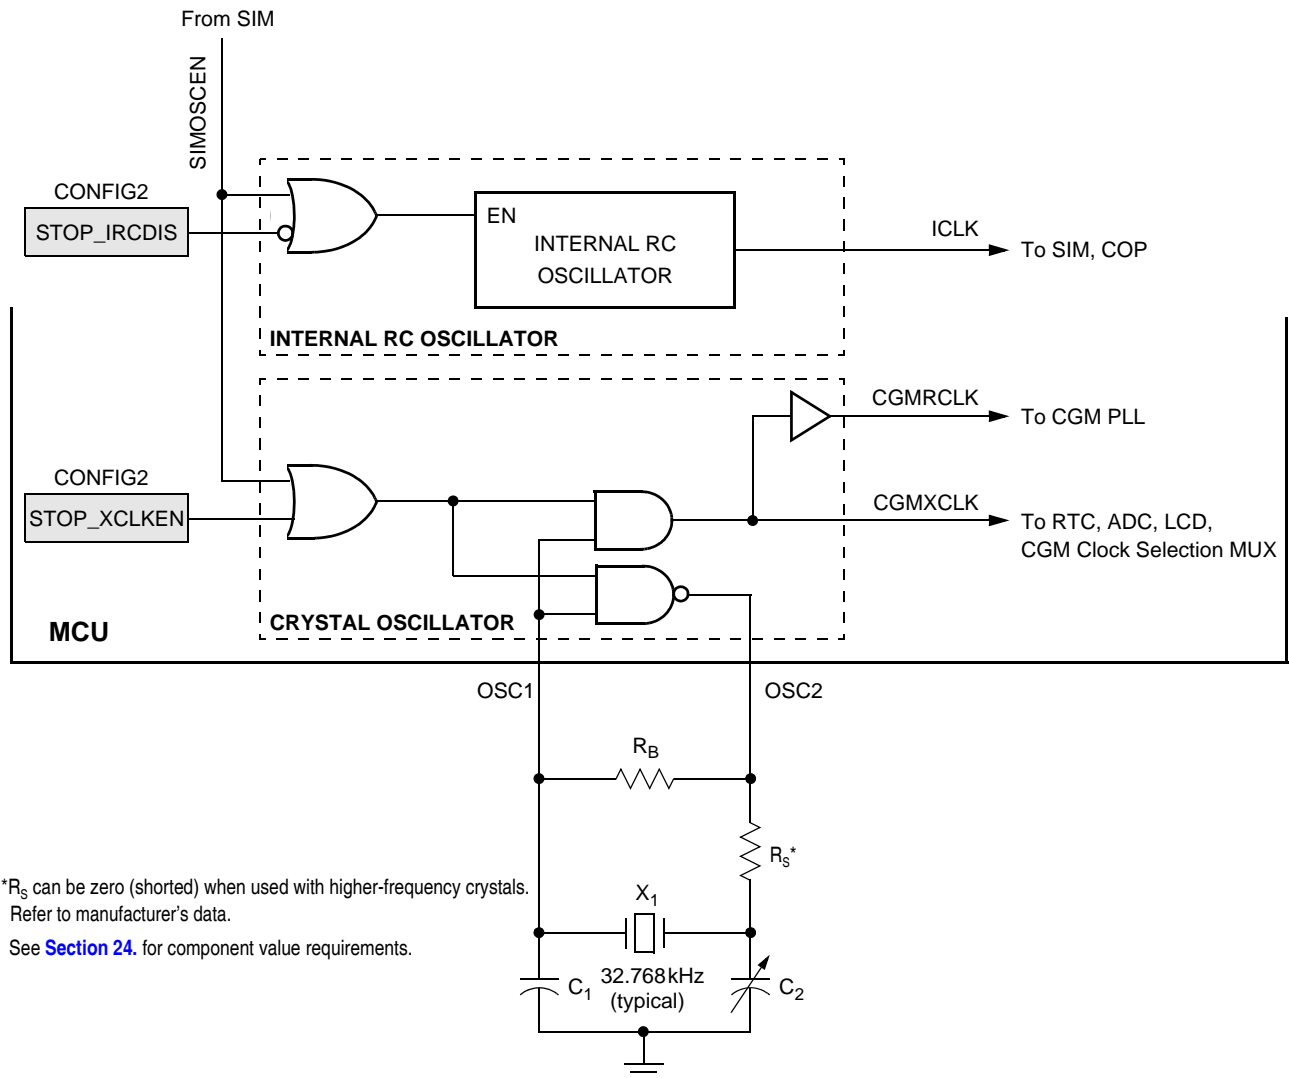 From SIM
SIMOSCEN
CONFIG2
STOP_IRCDIS
EN
INTERNAL RC
OSCILLATOR
ICLK
To SIM, COP
INTERNAL RC OSCILLATOR
CGMRCLK
To CGM PLL
CONFIG2
STOP_XCLKEN
CGMXCLK
To RTC, ADC, LCD,
CGM Clock Selection MUX
MCU
CRYSTAL OSCILLATOR
OSC1
OSC2
RB
RS*
*RS can be zero (shorted) when used with higher-frequency crystals.
Refer to manufacturer's data.
See Section 24. for component value requirements.
X1
32.768kHz
(typical)
C1
C2